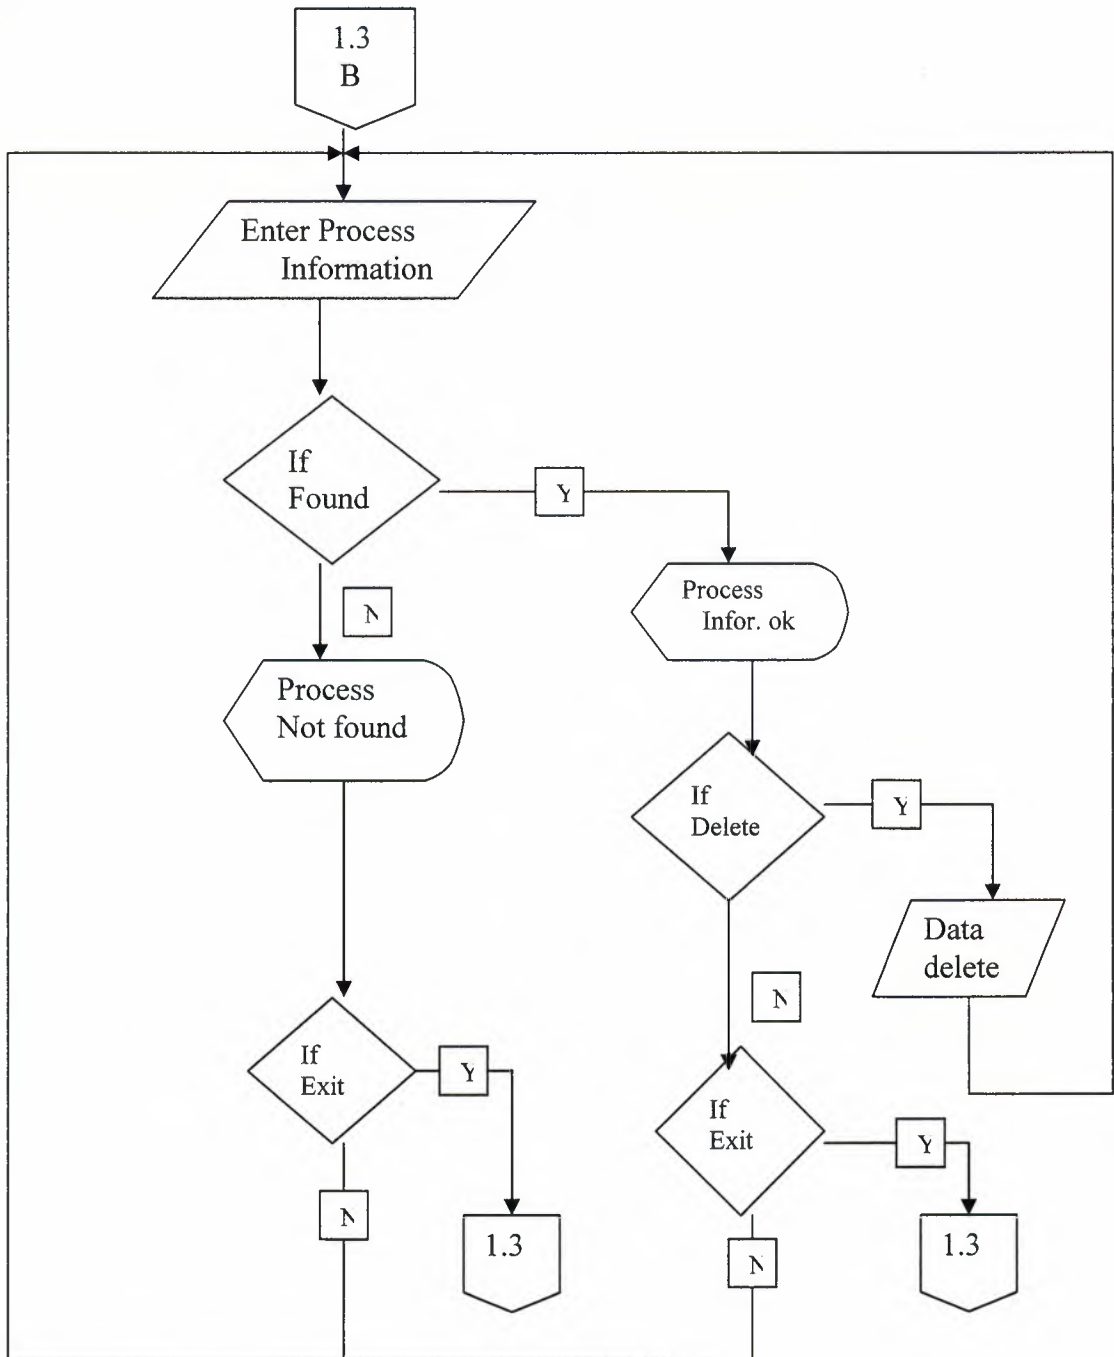 1.3
B
Enter Process
Information
If
Found
Y
N
Process
Infor. ok
Process
Not found
If
Delete
Y
Data
delete
N
If
Exit
Y
If
Exit
Y
N
1.3
N
1.3